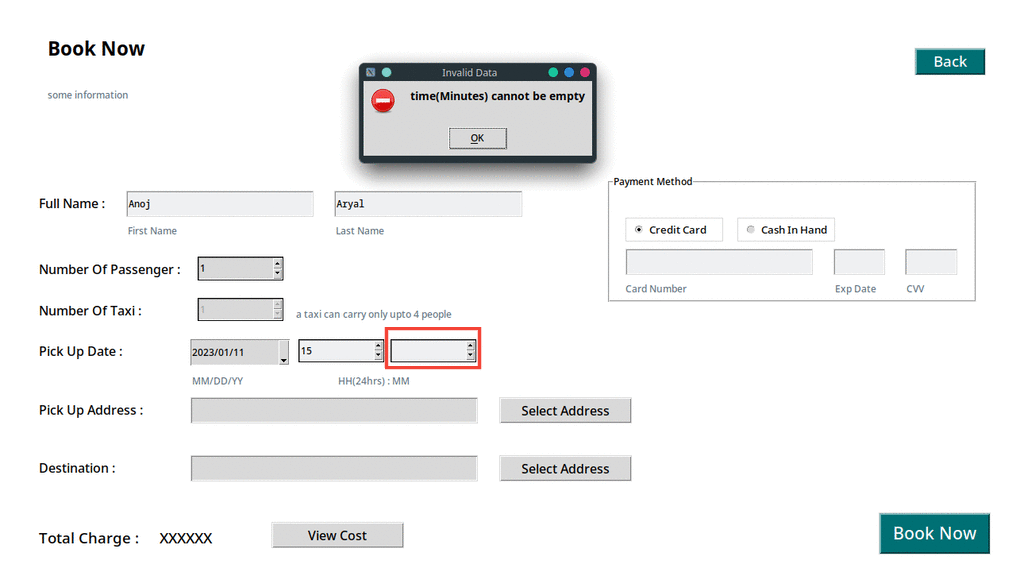 Book Now
Back
some information
Invalid Data
time(Minutes) cannot be empty
OK
Full Name :
Anoj
Aryal
First Name
Last Name
Payment Method
Credit Card
Cash In Hand
Card Number
Exp Date
CVV
Number Of Passenger :
1
Number Of Taxi :
1
a taxi can carry only upto 4 people
Pick Up Date :
2023/01/11
15
MM/DD/YY
HH(24hrs) : MM
Pick Up Address :
Select Address
Destination :
Select Address
Total Charge :
XXXXXX
View Cost
Book Now